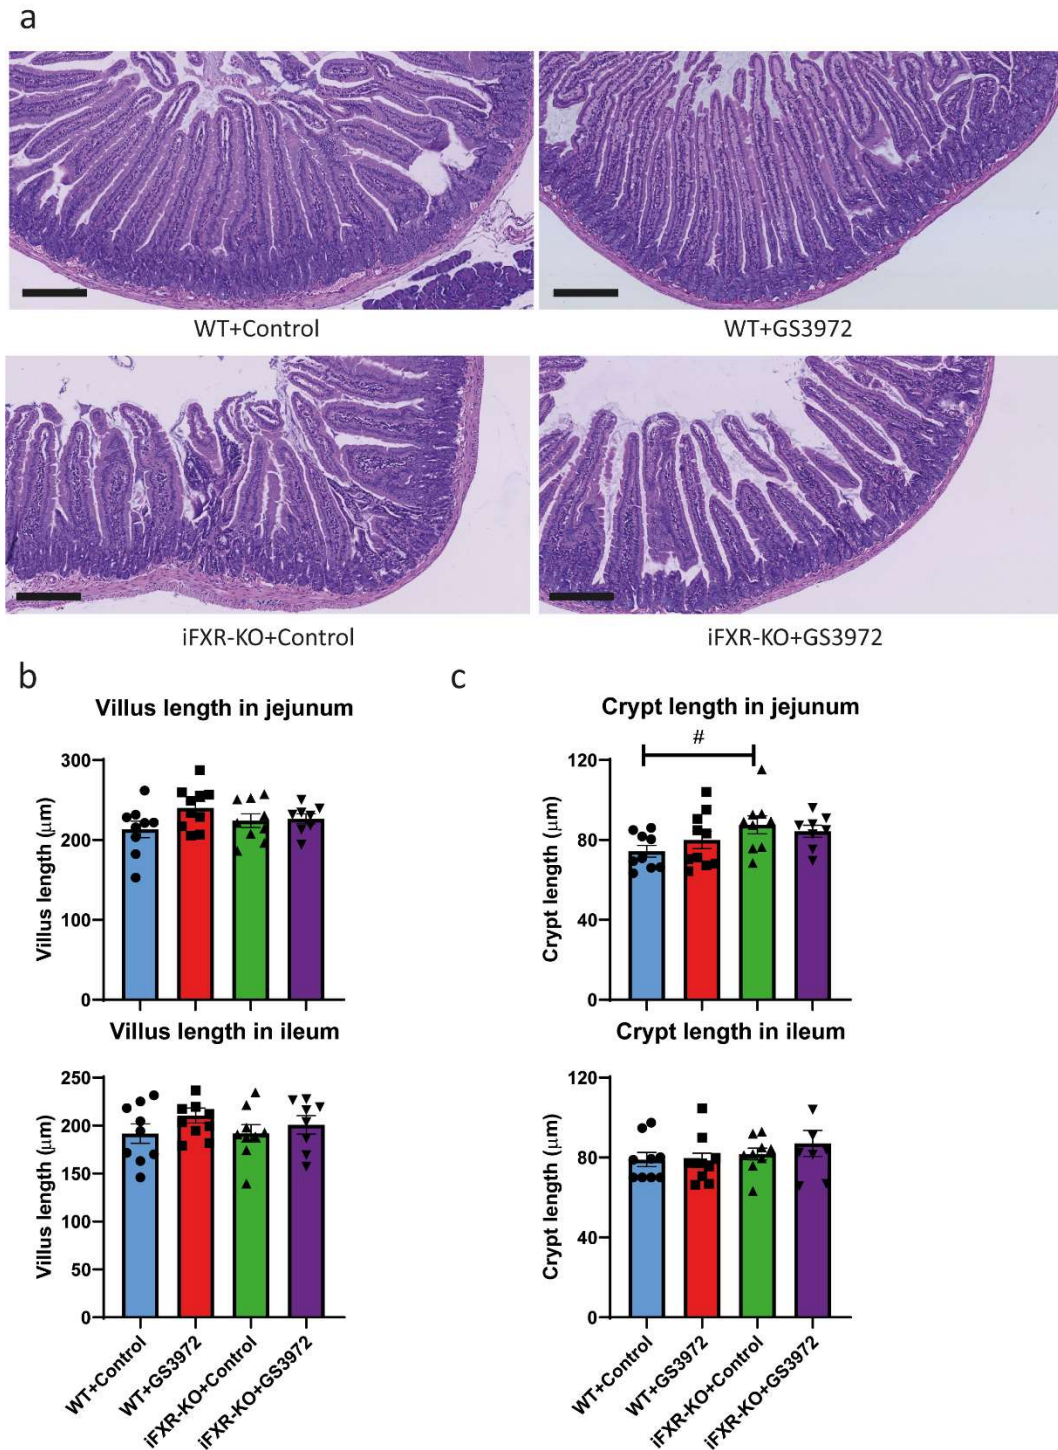 a
WT+Control
WT+GS3972
iFXR-KO+Control
iFXR-KO+GS3972
b
Villus length in jejunum
Villus length (μm)
300
200
100
0
Villus length in ileum
Villus length (μm)
250
200
150
100
50
0
WT+Control
WT+GS3972
iFXR-KO+Control
iFXR-KO+GS3972
c
Crypt length in jejunum
#
Crypt length (μm)
120
80
40
0
Crypt length in ileum
Crypt length (μm)
120
80
40
0
WT+Control
WT+GS3972
iFXR-KO+Control
iFXR-KO+GS3972